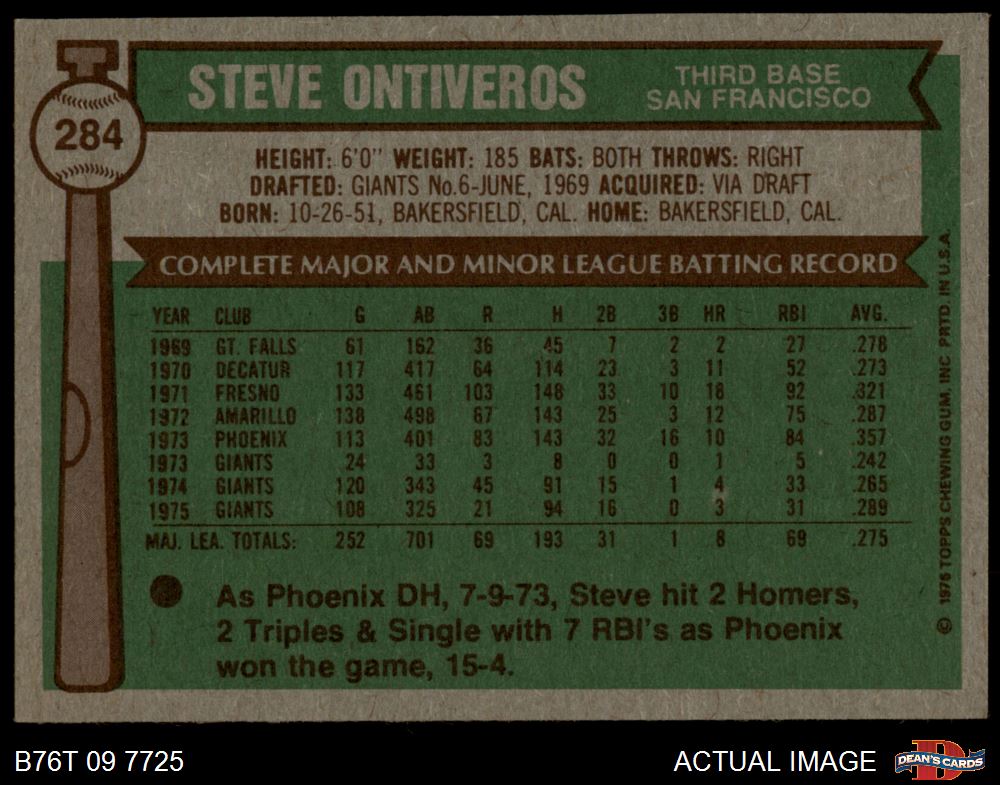 284
STEVE ONTIVEROS
THIRD BASE
SAN FRANCISCO
HEIGHT: 6'0" WEIGHT: 185 BATS: BOTH THROWS: RIGHT
DRAFTED: GIANTS No.6-JUNE, 1969 ACQUIRED: VIA DRAFT
BORN: 10-26-51, BAKERSFIELD, CAL. HOME: BAKERSFIELD, CAL.
COMPLETE MAJOR AND MINOR LEAGUE BATTING RECORD
YEAR CLUB G AB R H 2B 3B HR RBI AVG.
1969 GT. FALLS 61 162 36 45 7 2 2 27 .278
1970 DECATUR 117 417 64 114 23 3 11 52 .273
1971 FRESNO 133 461 103 148 33 10 18 92 .321
1972 AMARILLO 138 498 67 143 25 3 12 75 .287
1973 PHOENIX 113 401 83 143 32 16 10 84 .357
1973 GIANTS 24 33 3 8 0 0 1 5 .242
1974 GIANTS 120 343 45 91 15 1 4 33 .265
1975 GIANTS 108 325 21 94 16 0 3 31 .289
MAJ. LEA. TOTALS: 252 701 69 193 31 1 8 69 .275
As Phoenix DH, 7-9-73, Steve hit 2 Homers,
2 Triples & Single with 7 RBI's as Phoenix
won the game, 15-4.
© 1976 TOPPS CHEWING GUM, INC PRTD. IN U.S.A.
B76T 09 7725
ACTUAL IMAGE
D
DEAN'S CARDS